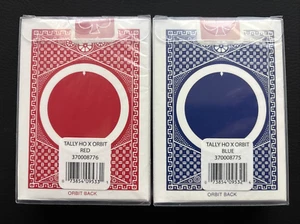 TALLY HO X ORBIT
RED
370008776
ORBIT BACK
TALLY HO X ORBIT
BLUE
370008775
ORBIT BACK